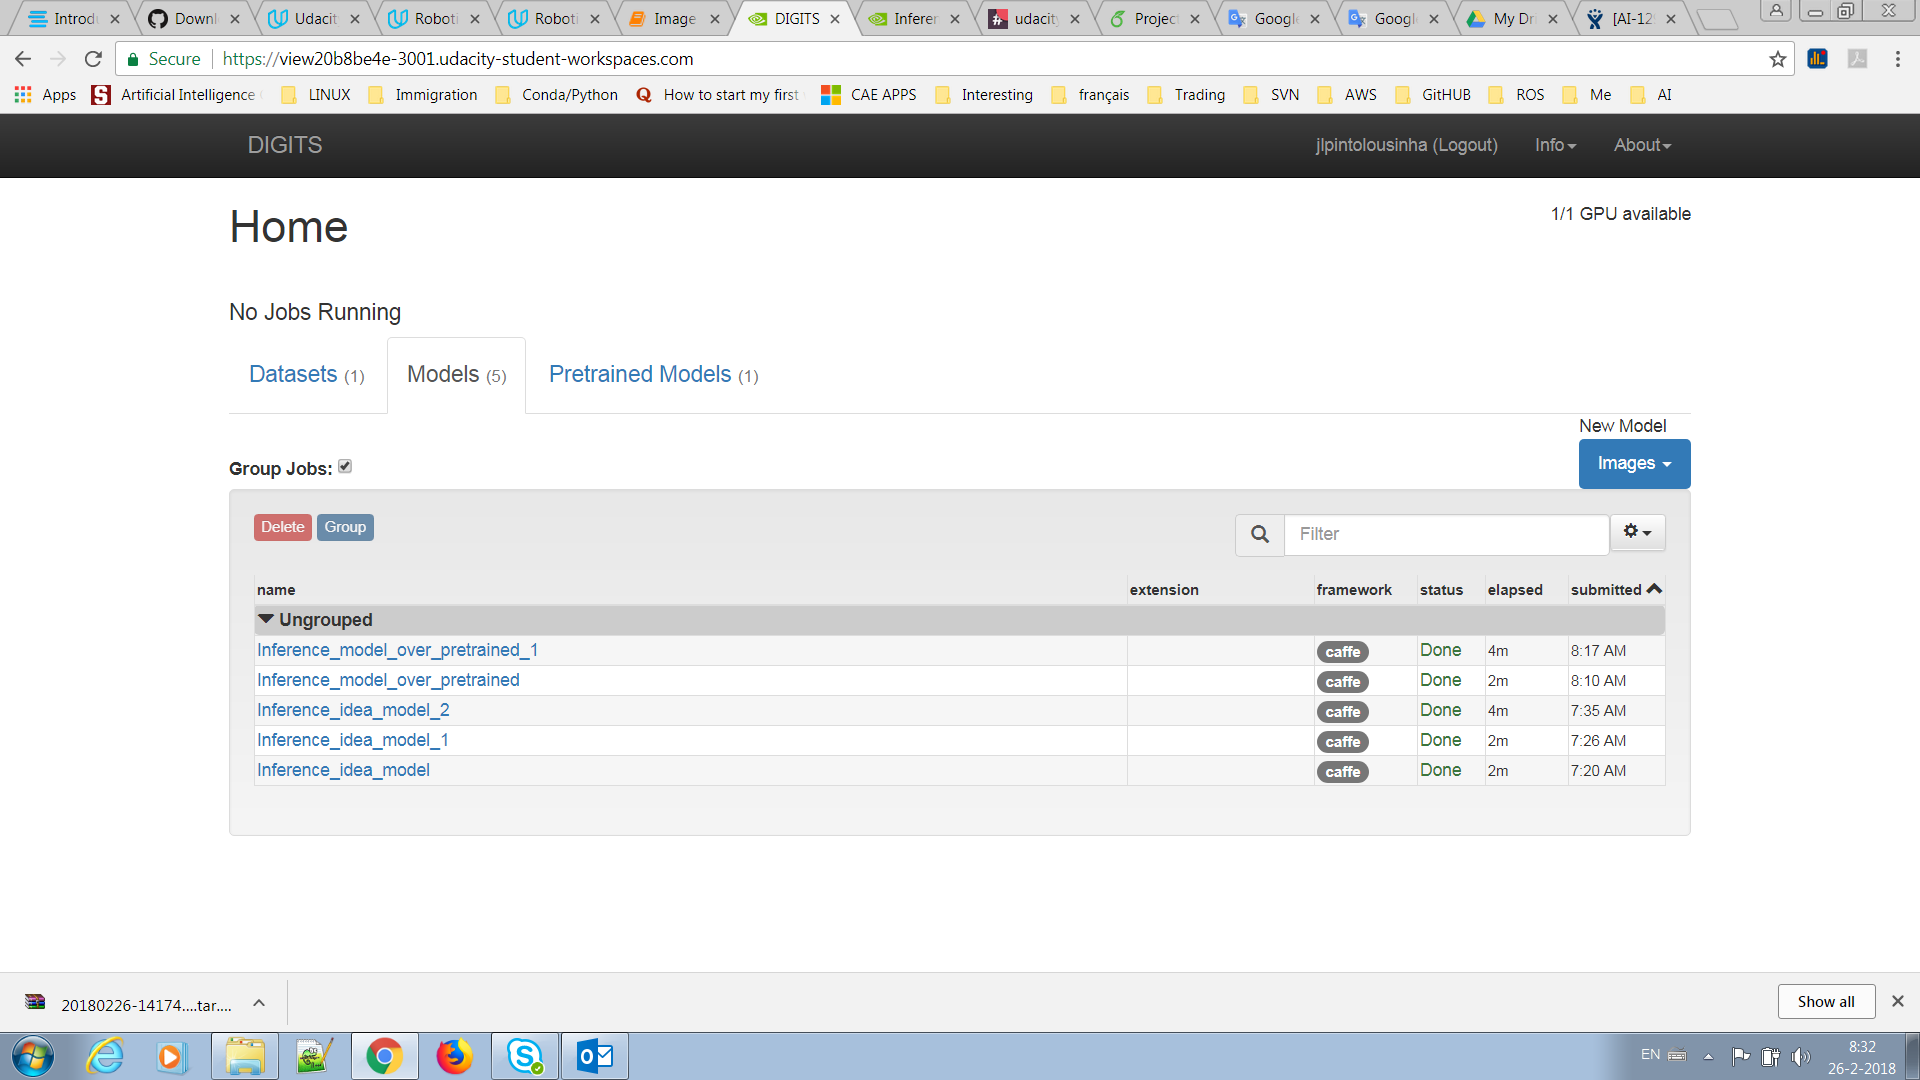 Introdu Downl Udacit Roboti Roboti Image DIGITS Inferen udacity Project Google Google My Dri [AI-12
Secure https://view20b8be4e-3001.udacity-student-workspaces.com
Apps Artificial Intelligence LINUX Immigration Conda/Python How to start my first CAE APPS Interesting français Trading SVN AWS GitHUB ROS Me AI
DIGITS jlpintolousinha (Logout) Info About
Home 1/1 GPU available
No Jobs Running
Datasets (1) Models (5) Pretrained Models (1)
New Model
Group Jobs: Images
Delete Group Filter
name extension framework status elapsed submitted
Ungrouped
Inference_model_over_pretrained_1 caffe Done 4m 8:17 AM
Inference_model_over_pretrained caffe Done 2m 8:10 AM
Inference_idea_model_2 caffe Done 4m 7:35 AM
Inference_idea_model_1 caffe Done 2m 7:26 AM
Inference_idea_model caffe Done 2m 7:20 AM
20180226-14174....tar.... Show all
EN 8:32
26-2-2018